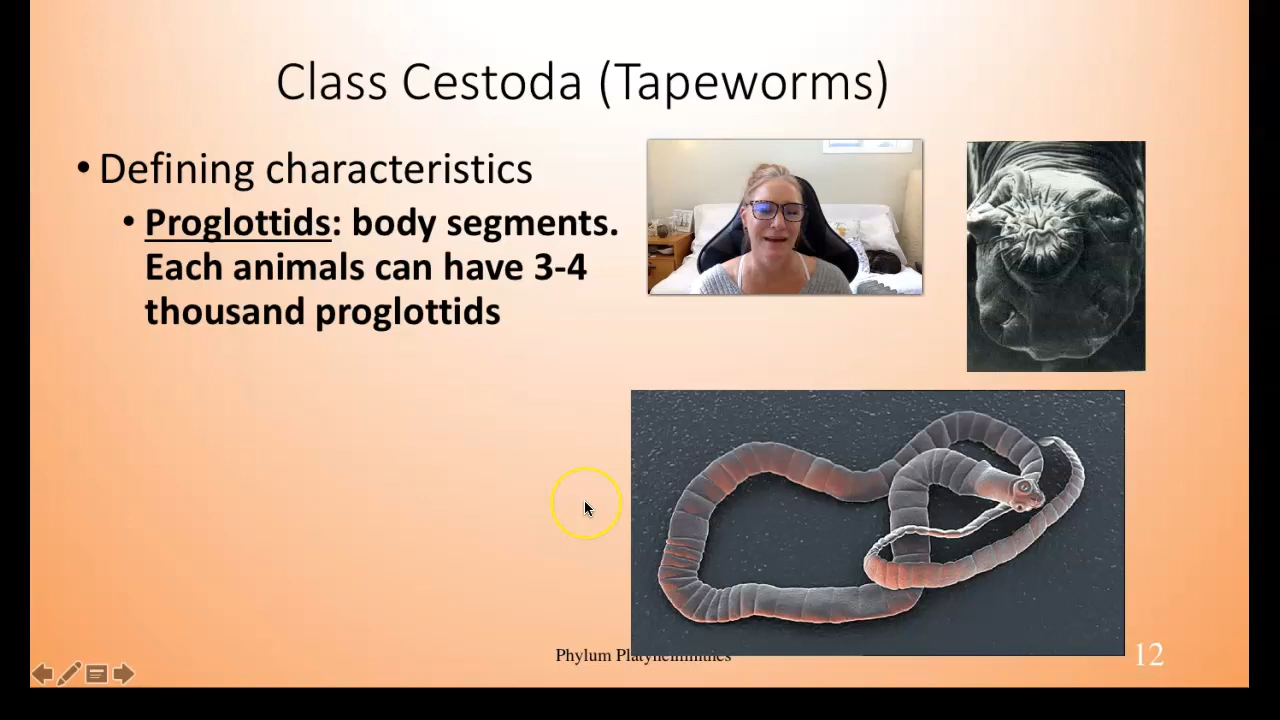 Class Cestoda (Tapeworms)
• Defining characteristics
• Proglottids: body segments.
Each animals can have 3-4
thousand proglottids
Phylum Platyhelminthes
12